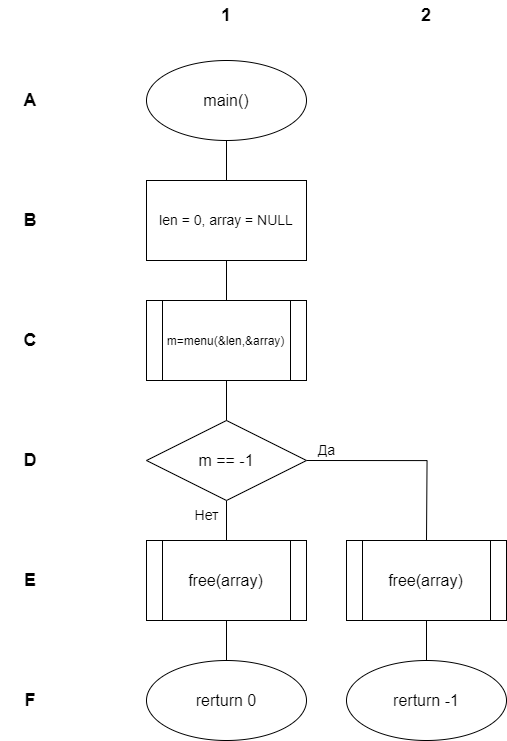 1 2
A main()
B len = 0, array = NULL
C m=menu(&len,&array)
D m == -1 Да
Нет
E free(array) free(array)
F rerturn 0 rerturn -1